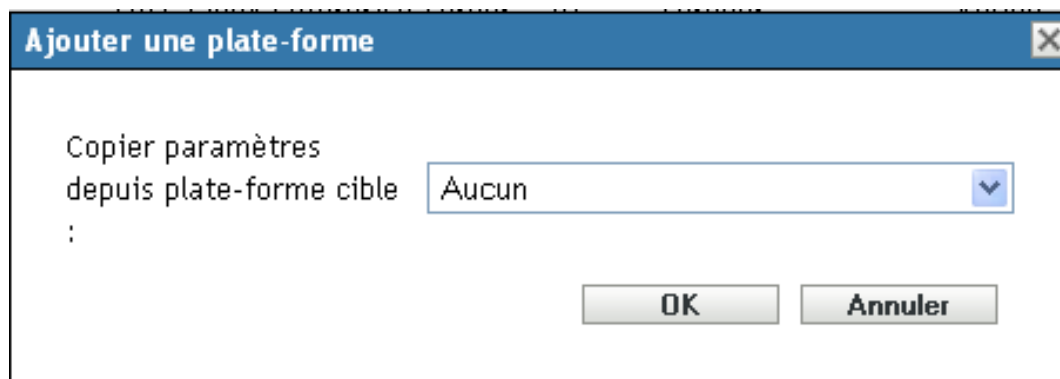 Ajouter une plate-forme
Copier paramètres
depuis plate-forme cible
:
Aucun
OK
Annuler